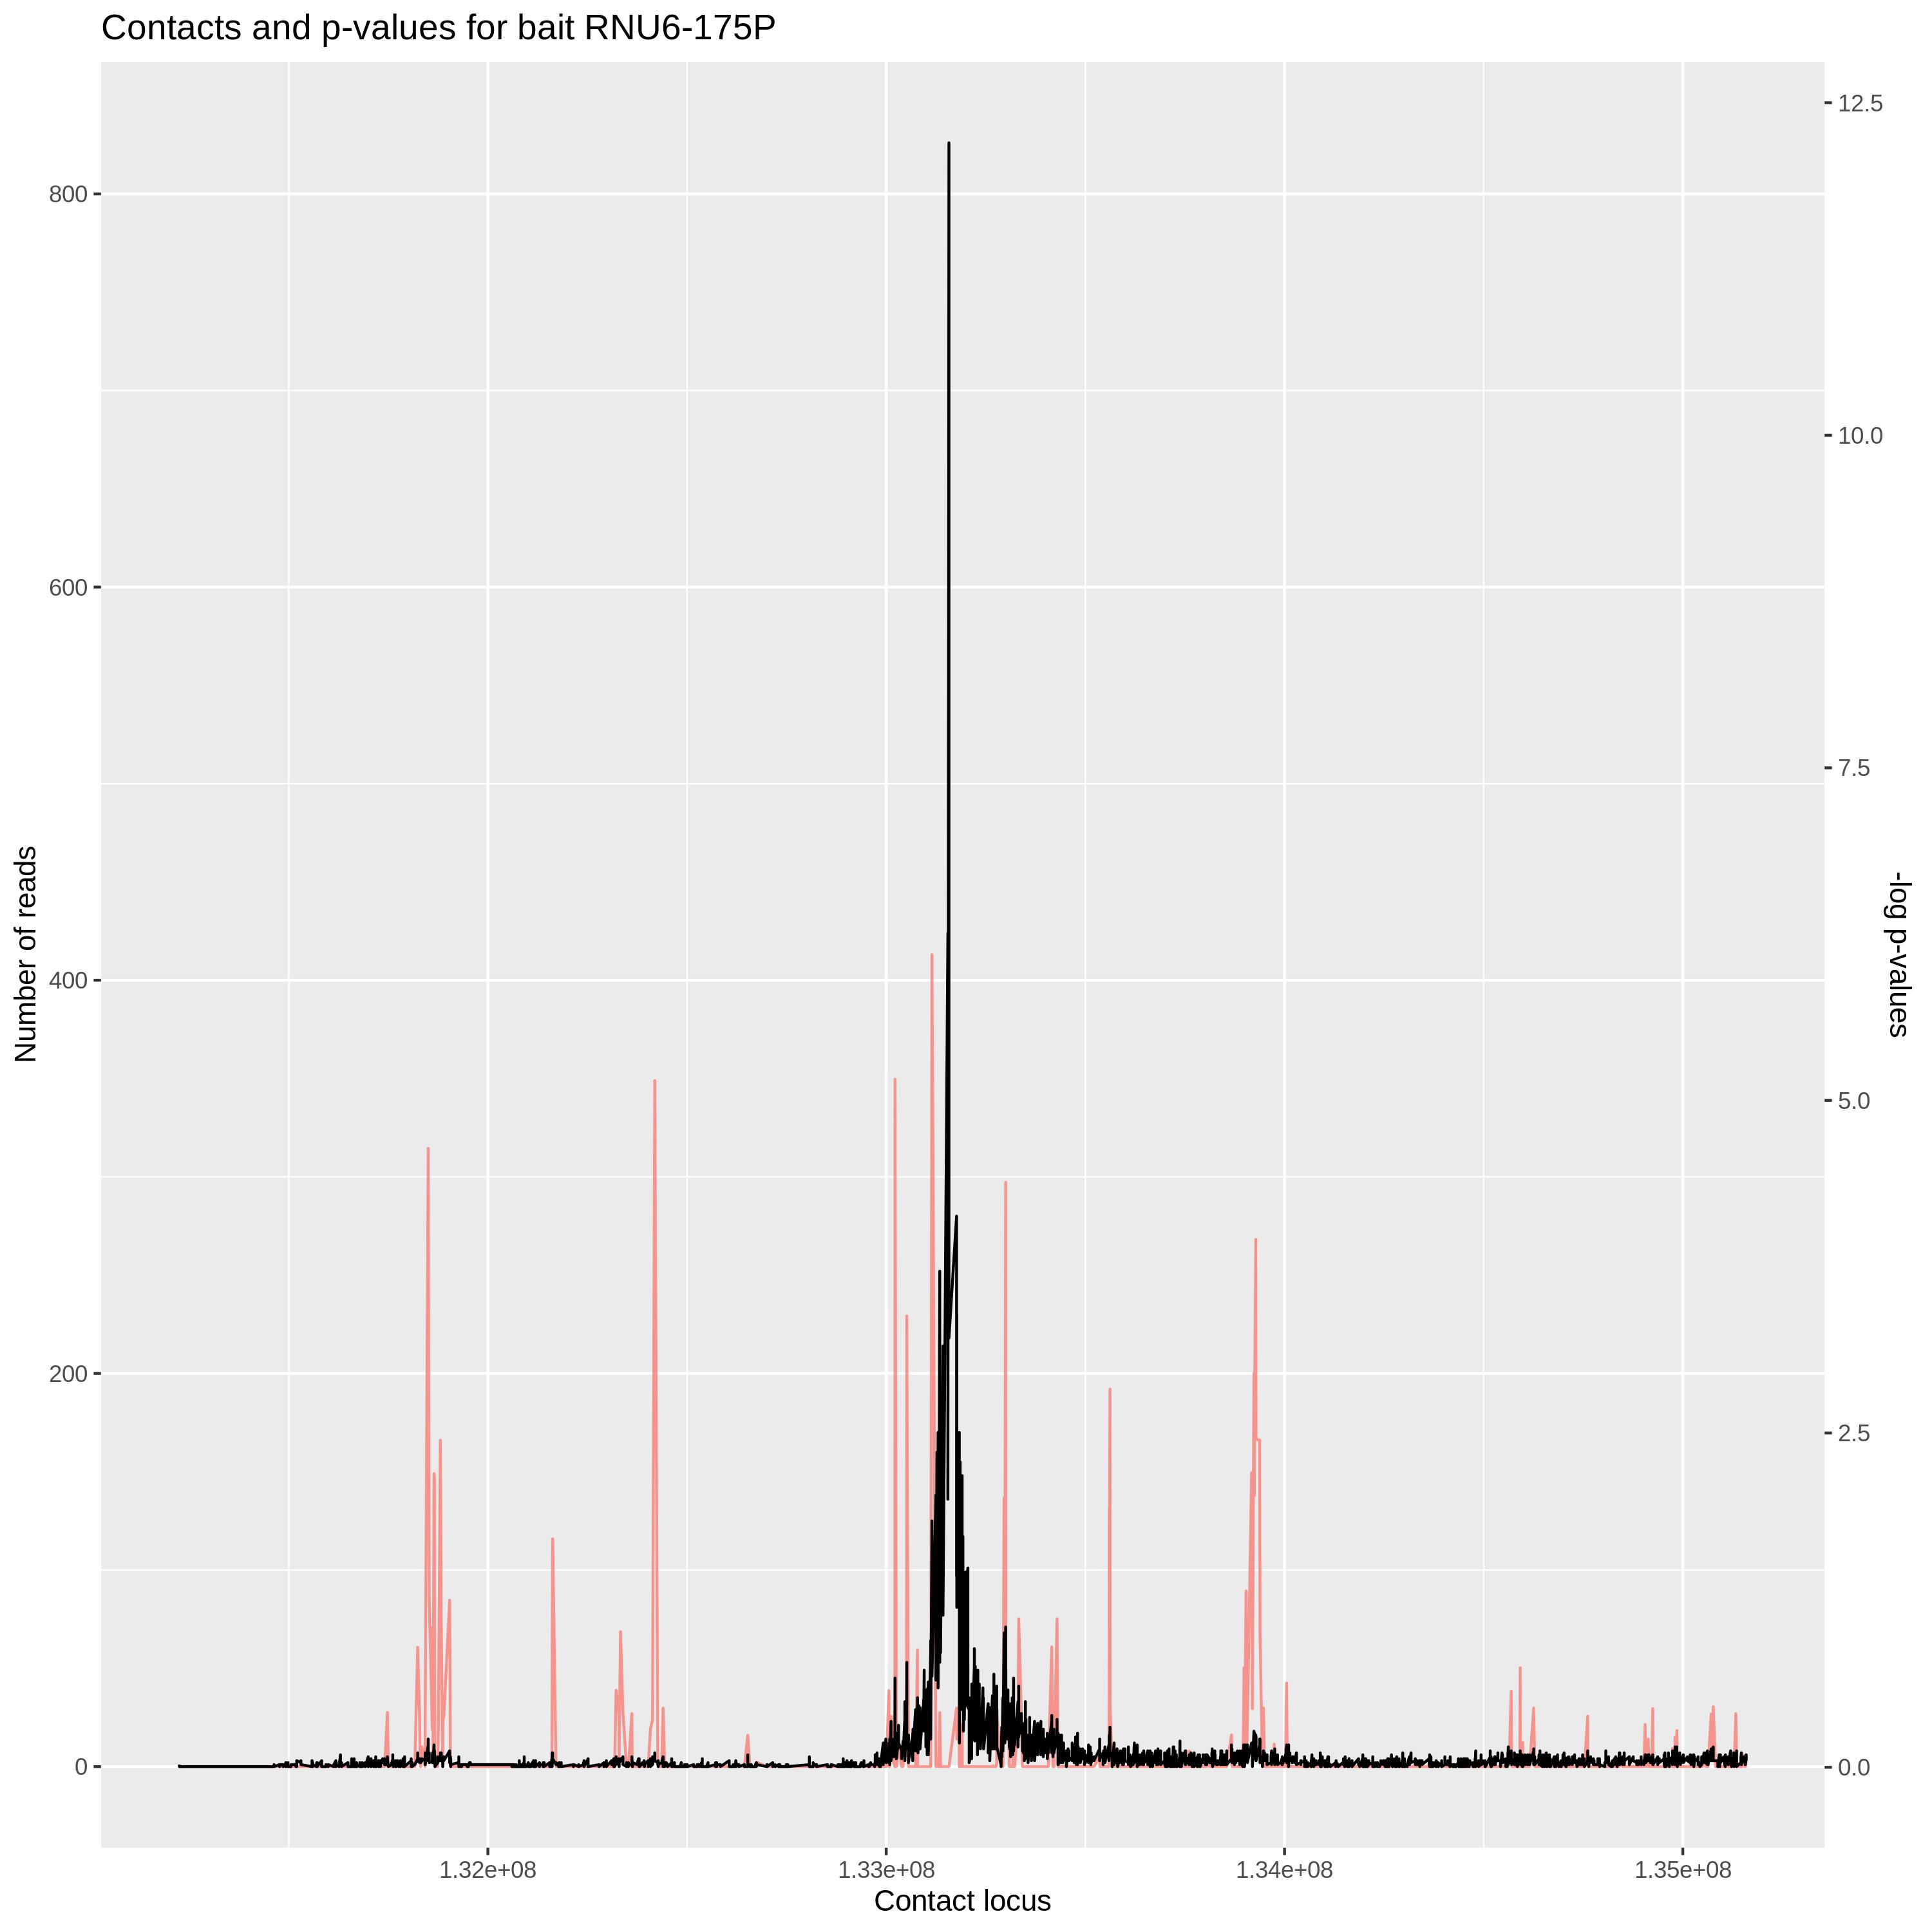 Contacts and p-values for bait RNU6-175P
12.5
800
10.0
600
7.5
Number of reads
-log p-values
400
5.0
200
2.5
0
0.0
1.32e+08
1.33e+08
1.34e+08
1.35e+08
Contact locus